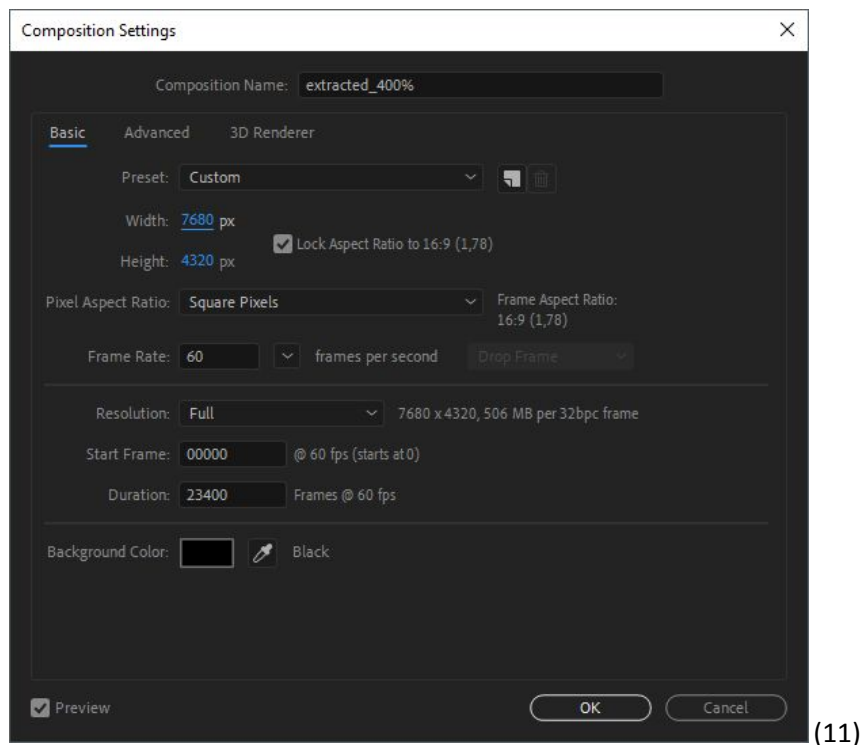 Composition Settings
Composition Name: extracted_400%
Basic Advanced 3D Renderer
Preset: Custom
Width: 7680 px
Lock Aspect Ratio to 16:9 (1,78)
Height: 4320 px
Pixel Aspect Ratio: Square Pixels
Frame Aspect Ratio:
16:9 (1,78)
Frame Rate: 60 frames per second Drop Frame
Resolution: Full 7680 x 4320, 506 MB per 32bpc frame
Start Frame: 00000 @ 60 fps (starts at 0)
Duration: 23400 Frames @ 60 fps
Background Color: Black
Preview OK Cancel
(11)